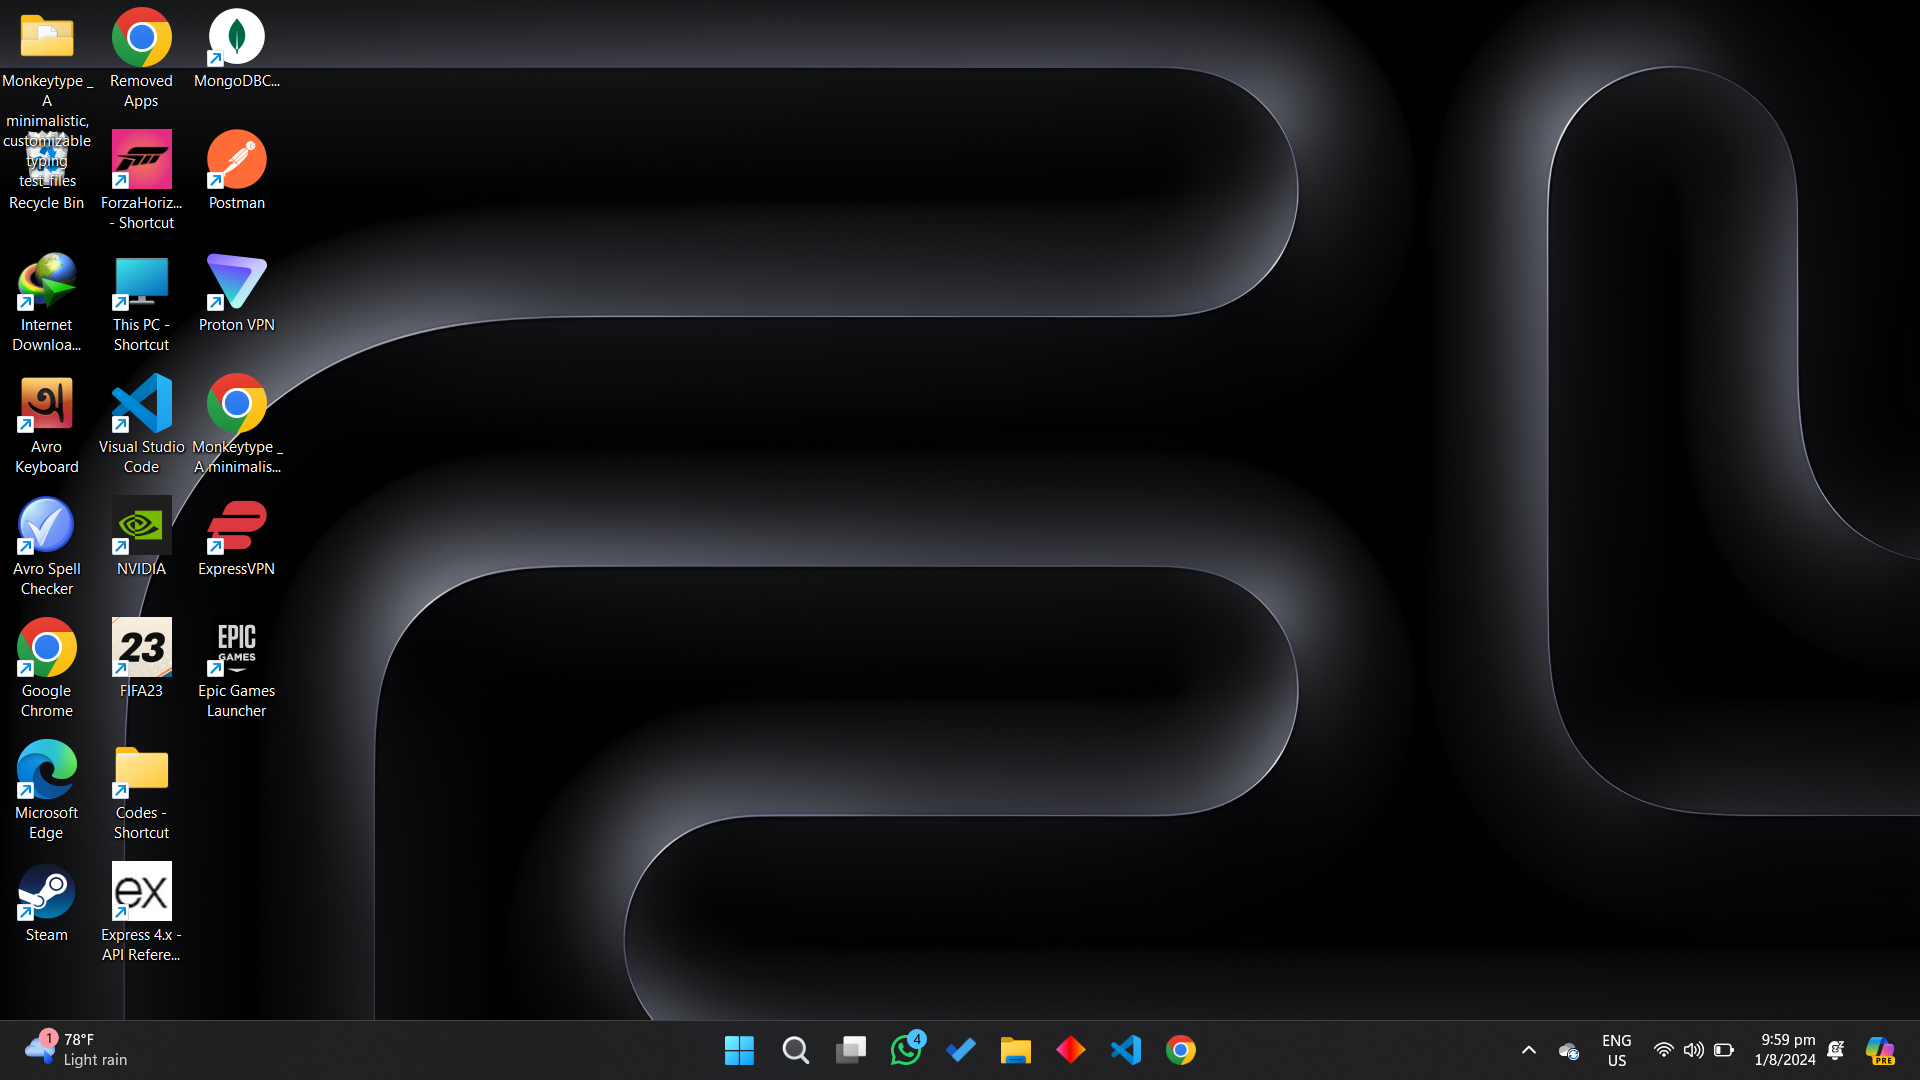 Monkeytype _
A
minimalistic,
customizable
typing
test_files
Removed
Apps
MongoDBC...
Recycle Bin
ForzaHoriz...
- Shortcut
Postman
Internet
Downloa...
This PC -
Shortcut
Proton VPN
অ
Avro
Keyboard
Visual Studio
Code
Monkeytype _
A minimalis...
Avro Spell
Checker
NVIDIA
ExpressVPN
Google
Chrome
23
FIFA23
EPIC
GAMES
Epic Games
Launcher
Microsoft
Edge
Codes -
Shortcut
Steam
ex
Express 4.x -
API Refere...
1
78°F
Light rain
4
ENG
US
9:59 pm
1/8/2024
PRE